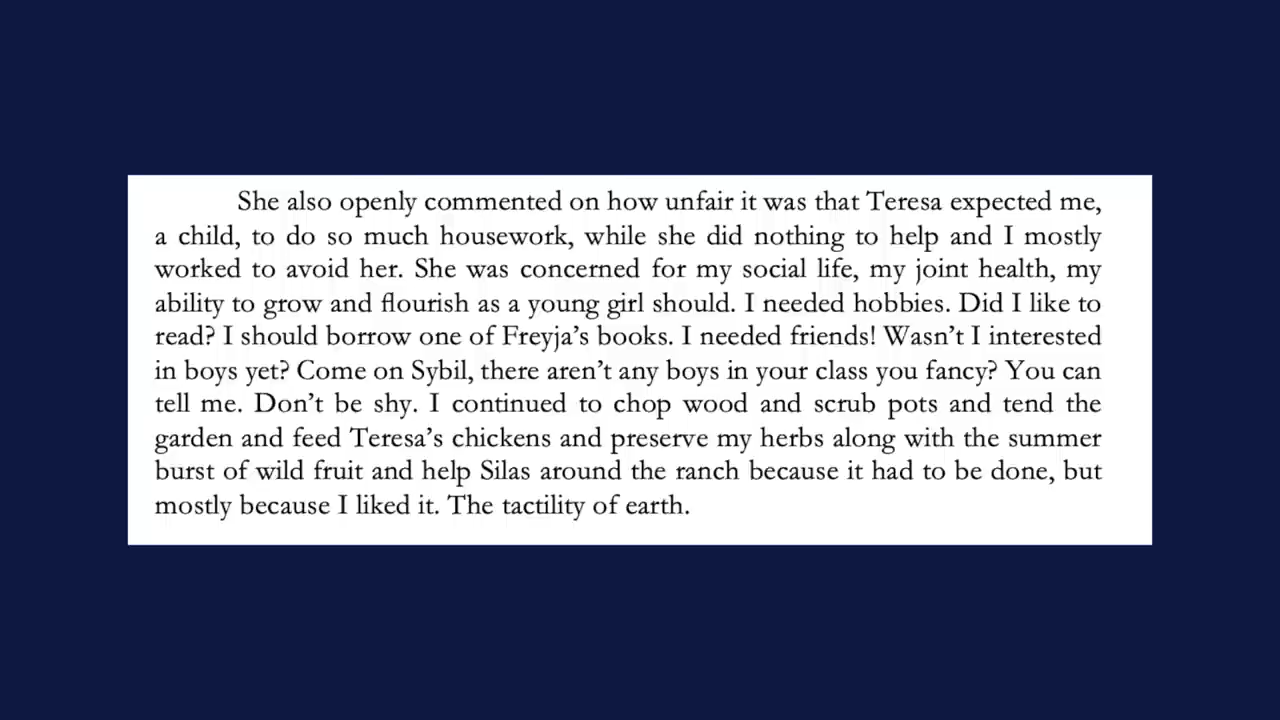 She also openly commented on how unfair it was that Teresa expected me,
a child, to do so much housework, while she did nothing to help and I mostly
worked to avoid her. She was concerned for my social life, my joint health, my
ability to grow and flourish as a young girl should. I needed hobbies. Did I like to
read? I should borrow one of Freyja’s books. I needed friends! Wasn’t I interested
in boys yet? Come on Sybil, there aren’t any boys in your class you fancy? You can
tell me. Don’t be shy. I continued to chop wood and scrub pots and tend the
garden and feed Teresa’s chickens and preserve my herbs along with the summer
burst of wild fruit and help Silas around the ranch because it had to be done, but
mostly because I liked it. The tactility of earth.